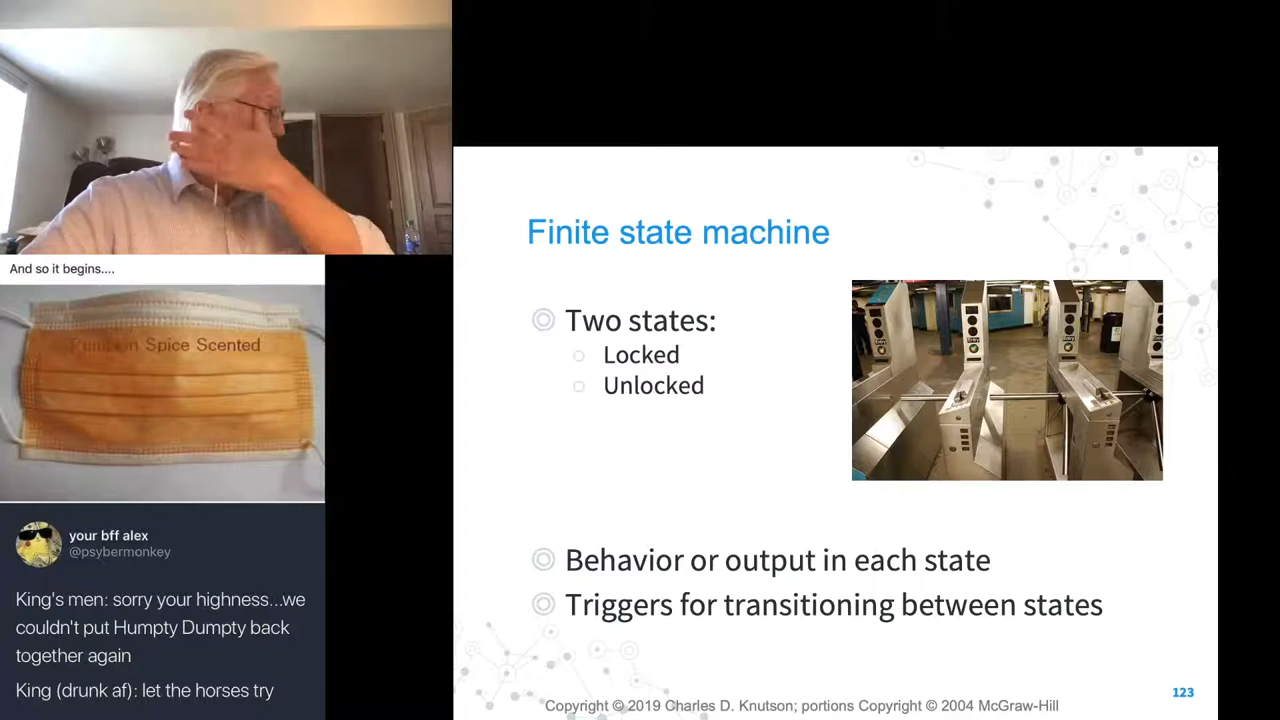 And so it begins....
Pumpkin Spice Scented
your bff alex
@psybermonkey
King's men: sorry your highness...we
couldn't put Humpty Dumpty back
together again
King (drunk af): let the horses try
Finite state machine
Two states:
Locked
Unlocked
Behavior or output in each state
Triggers for transitioning between states
123
Copyright © 2019 Charles D. Knutson; portions Copyright © 2004 McGraw-Hill